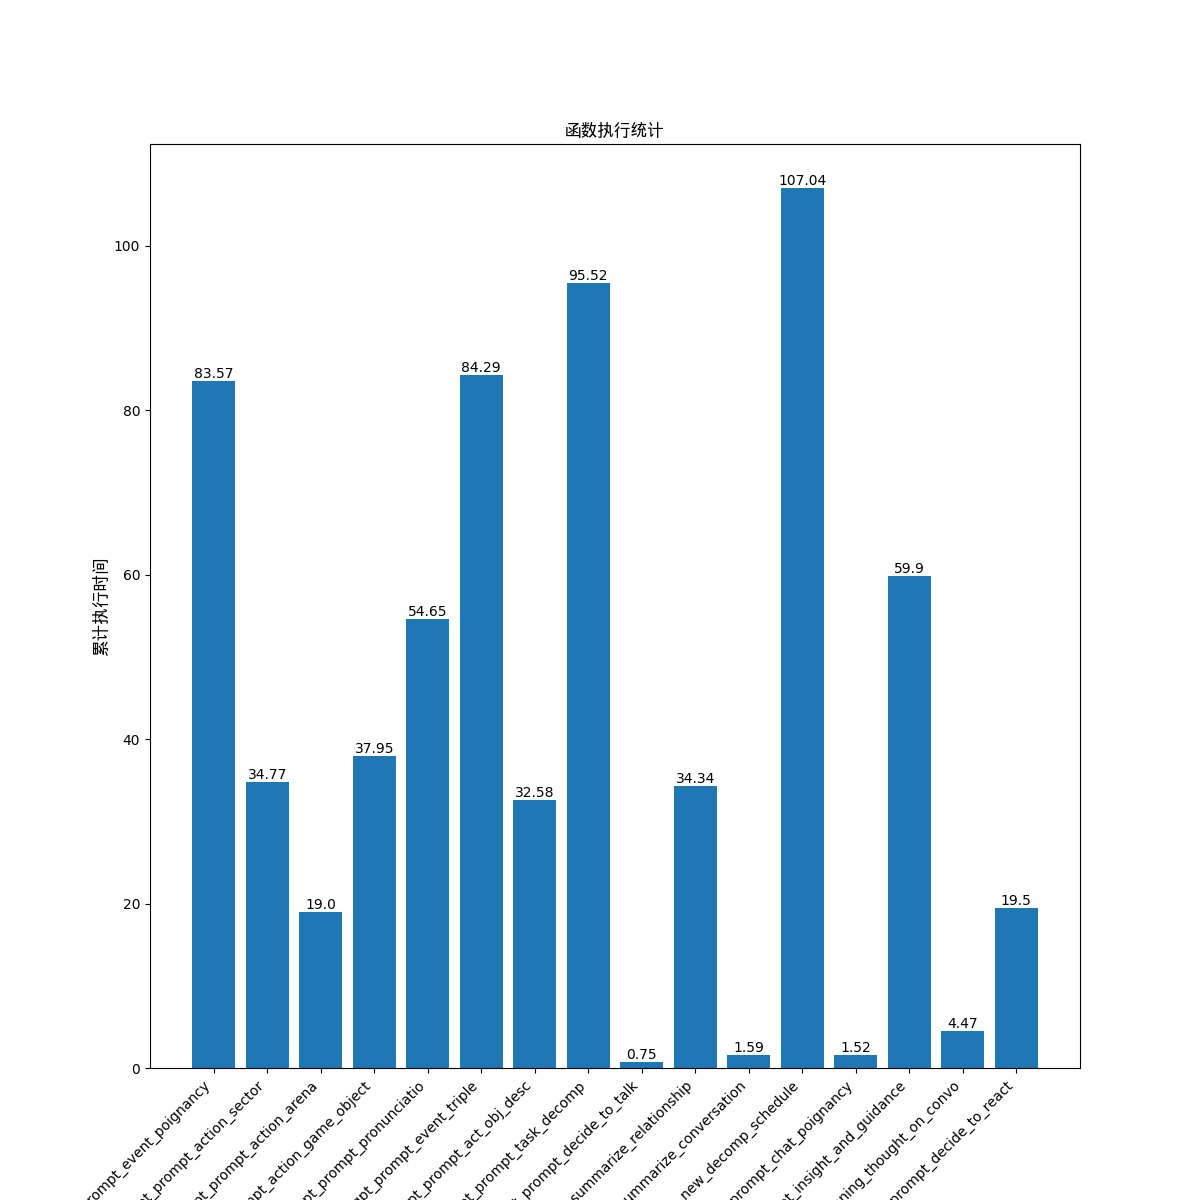 函数执行统计
累计执行时间
100
80
60
40
20
0
83.57
34.77
19.0
37.95
54.65
84.29
32.58
95.52
0.75
34.34
1.59
107.04
1.52
59.9
4.47
19.5
rompt_event_poignancy
t_prompt_action_sector
t_prompt_action_arena
pt_action_game_object
t_prompt_pronunciatio
pt_prompt_event_triple
t_prompt_act_obj_desc
t_prompt_task_decomp
prompt_decide_to_talk
summarize_relationship
ummarize_conversation
new_decomp_schedule
prompt_chat_poignancy
t_insight_and_guidance
ning_thought_on_convo
prompt_decide_to_react